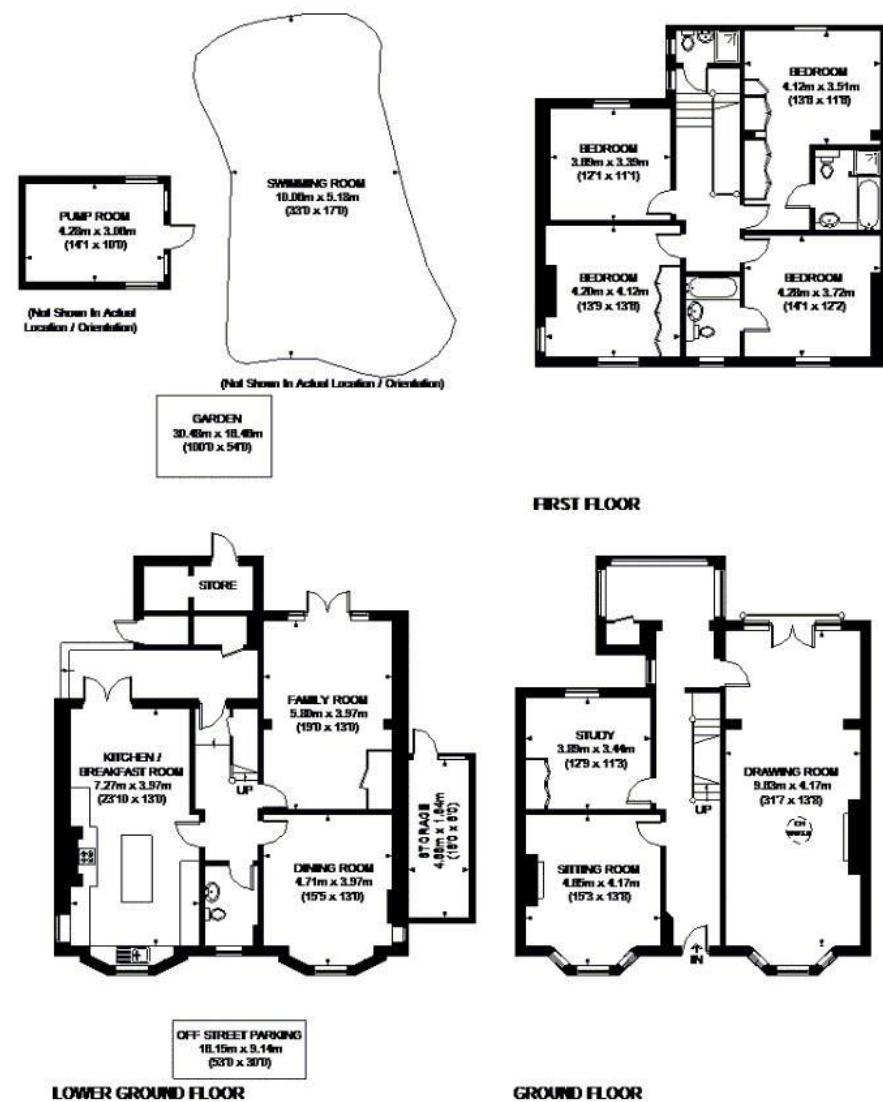 SWIMMING ROOM
10.06m x 5.18m
(33'0 x 17'0)
PUMP ROOM
4.28m x 3.06m
(14'1 x 10'0)
(Not Shown In Actual
Location / Orientation)
(Not Shown In Actual Location / Orientation)
GARDEN
30.48m x 16.46m
(100'0 x 54'0)
BEDROOM
4.12m x 3.51m
(13'6 x 11'6)
BEDROOM
3.69m x 3.39m
(12'1 x 11'1)
BEDROOM
4.20m x 4.12m
(13'9 x 13'6)
BEDROOM
4.28m x 3.72m
(14'1 x 12'2)
FIRST FLOOR
STORE
FAMILY ROOM
5.80m x 3.97m
(19'0 x 13'0)
KITCHEN /
BREAKFAST ROOM
7.27m x 3.97m
(23'10 x 13'0)
UP
DINING ROOM
4.71m x 3.97m
(15'5 x 13'0)
STORAGE
4.88m x 1.84m
(16'0 x 6'0)
OFF STREET PARKING
16.15m x 9.14m
(53'0 x 30'0)
LOWER GROUND FLOOR
STUDY
3.89m x 3.44m
(12'9 x 11'3)
DRAWING ROOM
9.63m x 4.17m
(31'7 x 13'8)
UP
SITTING ROOM
4.65m x 4.17m
(15'3 x 13'8)
IN
GROUND FLOOR